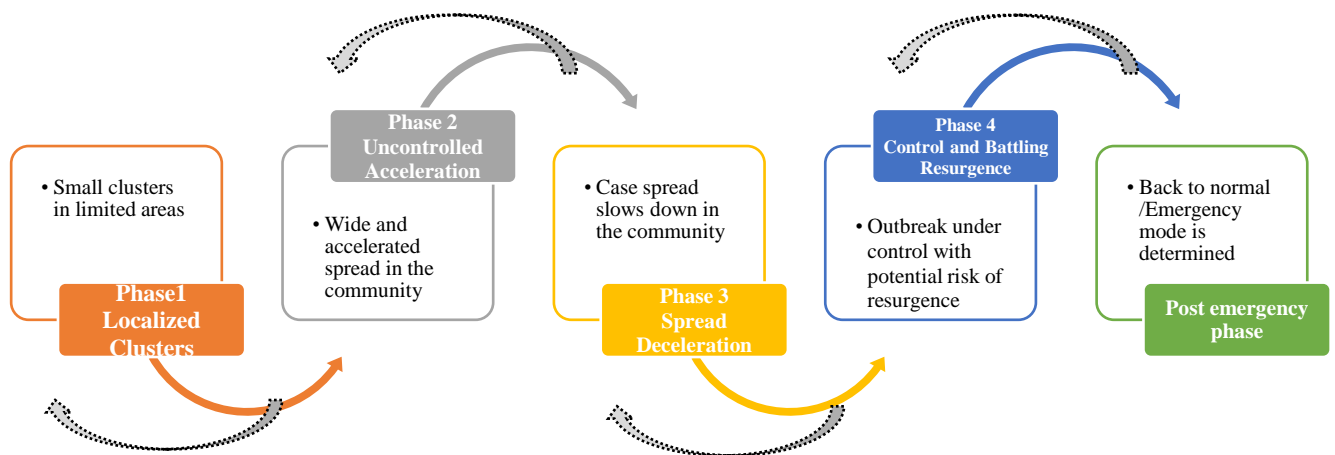 • Small clusters
in limited areas
Phase1
Localized
Clusters
Phase 2
Uncontrolled
Acceleration
• Wide and
accelerated
spread in the
community
• Case spread
slows down in
the community
Phase 3
Spread
Deceleration
Phase 4
Control and Battling
Resurgence
• Outbreak under
control with
potential risk of
resurgence
• Back to normal
/Emergency
mode is
determined
Post emergency
phase